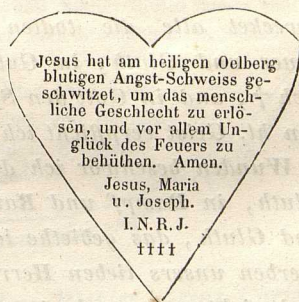 Jesus hat am heiligen Oelberg
blutigen Angst-Schweiss ge-
schwitzet, um das mensch-
liche Geschlecht zu erlö-
sen, und vor allem Un-
glück des Feuers zu
behüthen. Amen.
Jesus, Maria
u. Joseph.
I. N. R. J.
††††